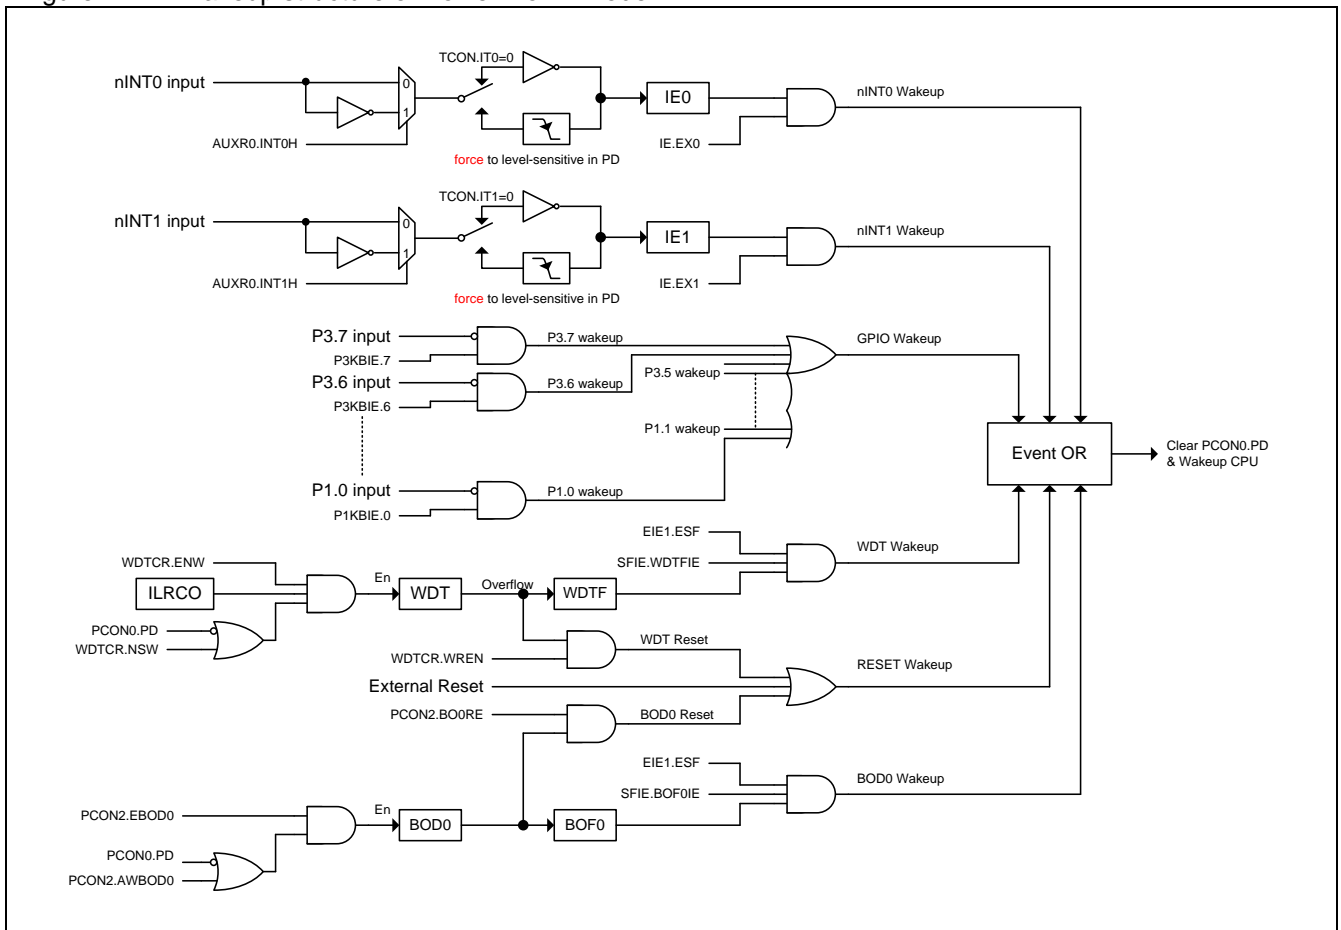 TCON.IT0=0
nINT0 input
0
1
IE0
nINT0 Wakeup
AUXR0.INT0H
IE.EX0
force to level-sensitive in PD
TCON.IT1=0
nINT1 input
0
1
IE1
nINT1 Wakeup
AUXR0.INT1H
IE.EX1
force to level-sensitive in PD
P3.7 input
P3.7 wakeup
GPIO Wakeup
P3KBIE.7
P3.5 wakeup
P3.6 input
P3.6 wakeup
P3KBIE.6
P1.1 wakeup
Event OR
Clear PCON0.PD
& Wakeup CPU
P1.0 input
P1.0 wakeup
P1KBIE.0
EIE1.ESF
WDT Wakeup
WDTCR.ENW
SFIE.WDTFIE
En
Overflow
ILRCO
WDT
WDTF
PCON0.PD
WDTCR.NSW
WDT Reset
WDTCR.WREN
RESET Wakeup
External Reset
PCON2.BO0RE
BOD0 Reset
EIE1.ESF
BOD0 Wakeup
SFIE.BOF0IE
PCON2.EBOD0
En
BOD0
BOF0
PCON0.PD
PCON2.AWBOD0